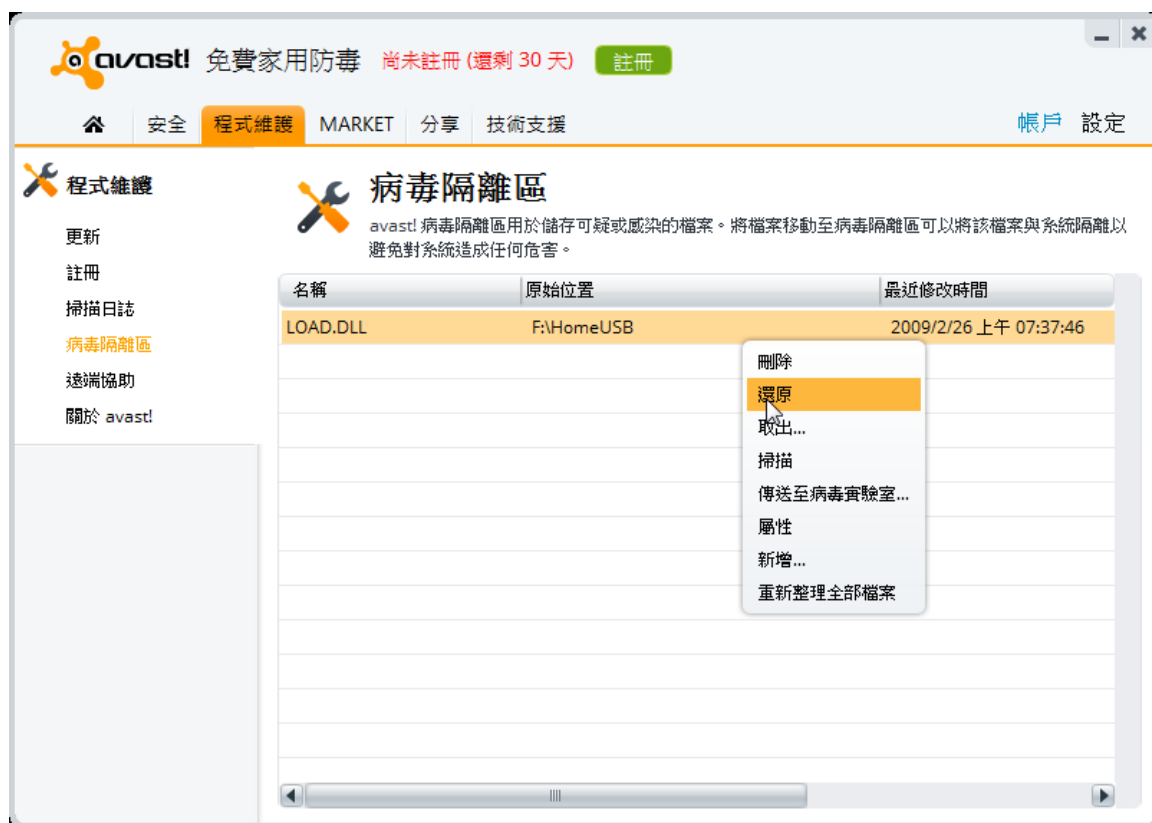 avast! 免費家用防毒 尚未註冊 (還剩 30 天) 註冊
安全 程式維護 MARKET 分享 技術支援 帳戶 設定
程式維護
更新
註冊
掃描日誌
病毒隔離區
遠端協助
關於 avast!
病毒隔離區
avast! 病毒隔離區用於儲存可疑或感染的檔案。將檔案移動至病毒隔離區可以將該檔案與系統隔離以
避免對系統造成任何危害。
名稱 原始位置 最近修改時間
LOAD.DLL F:\HomeUSB 2009/2/26 上午 07:37:46
刪除
還原
取出...
掃描
傳送至病毒實驗室...
屬性
新增...
重新整理全部檔案